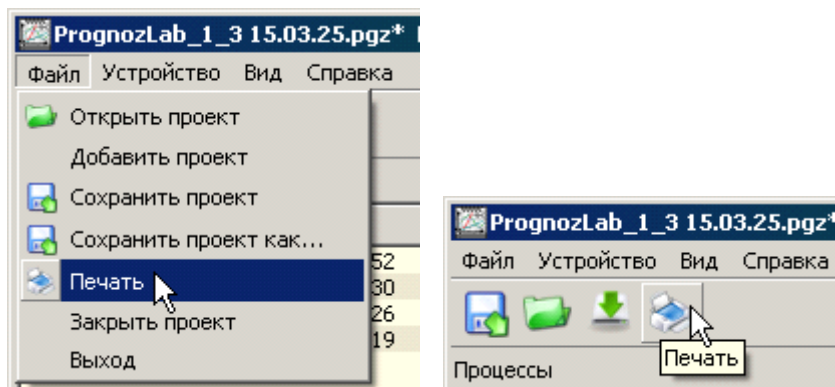 PrognozLab_1_3 15.03.25.pgz*
Файл Устройство Вид Справка
Открыть проект
Добавить проект
Сохранить проект
Сохранить проект как...
52
Печать
30
26
Закрыть проект
19
Выход
PrognozLab_1_3 15.03.25.pgz*
Файл Устройство Вид Справка
Печать
Процессы